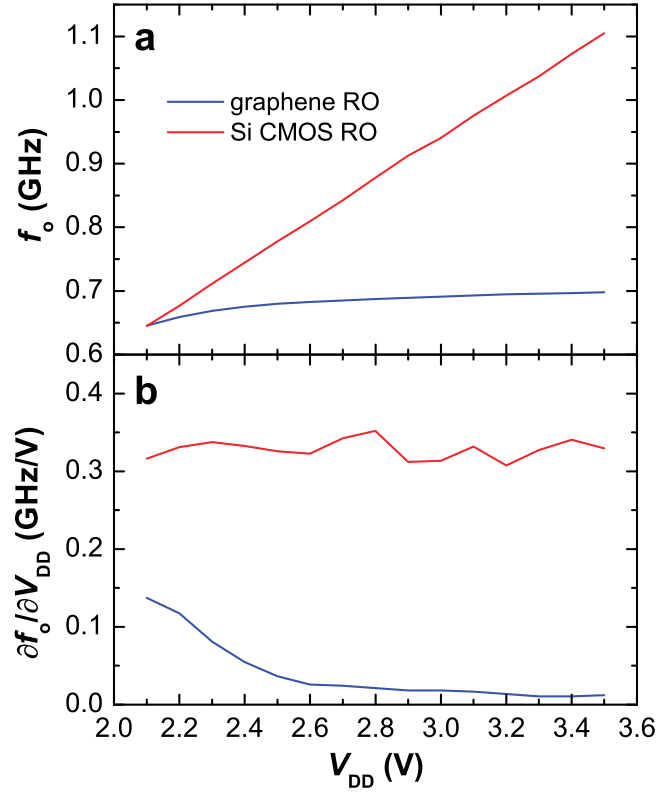 a
1.1
1.0
0.9
0.8
0.7
0.6
fo (GHz)
graphene RO
Si CMOS RO
b
0.4
0.3
0.2
0.1
0.0
∂fo/∂VDD (GHz/V)
2.0 2.2 2.4 2.6 2.8 3.0 3.2 3.4 3.6
VDD (V)